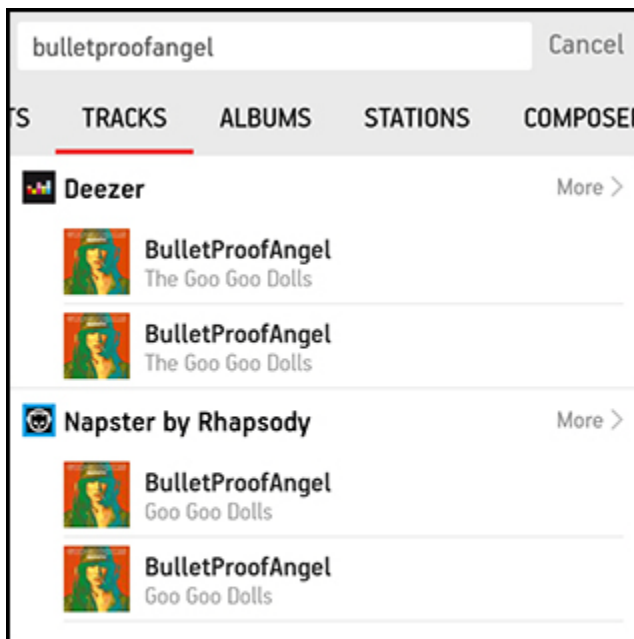 bulletproofangel Cancel
TS TRACKS ALBUMS STATIONS COMPOSE
Deezer More >
BulletProofAngel
The Goo Goo Dolls
BulletProofAngel
The Goo Goo Dolls
Napster by Rhapsody More >
BulletProofAngel
Goo Goo Dolls
BulletProofAngel
Goo Goo Dolls